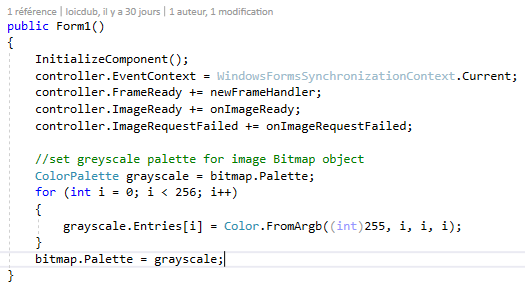 1 référence | loicdub, il y a 30 jours | 1 auteur, 1 modification
public Form1()
{
    InitializeComponent();
    controller.EventContext = WindowsFormsSynchronizationContext.Current;
    controller.FrameReady += newFrameHandler;
    controller.ImageReady += onImageReady;
    controller.ImageRequestFailed += onImageRequestFailed;

    //set greyscale palette for image Bitmap object
    ColorPalette grayscale = bitmap.Palette;
    for (int i = 0; i < 256; i++)
    {
        grayscale.Entries[i] = Color.FromArgb((int)255, i, i, i);
    }
    bitmap.Palette = grayscale;
}